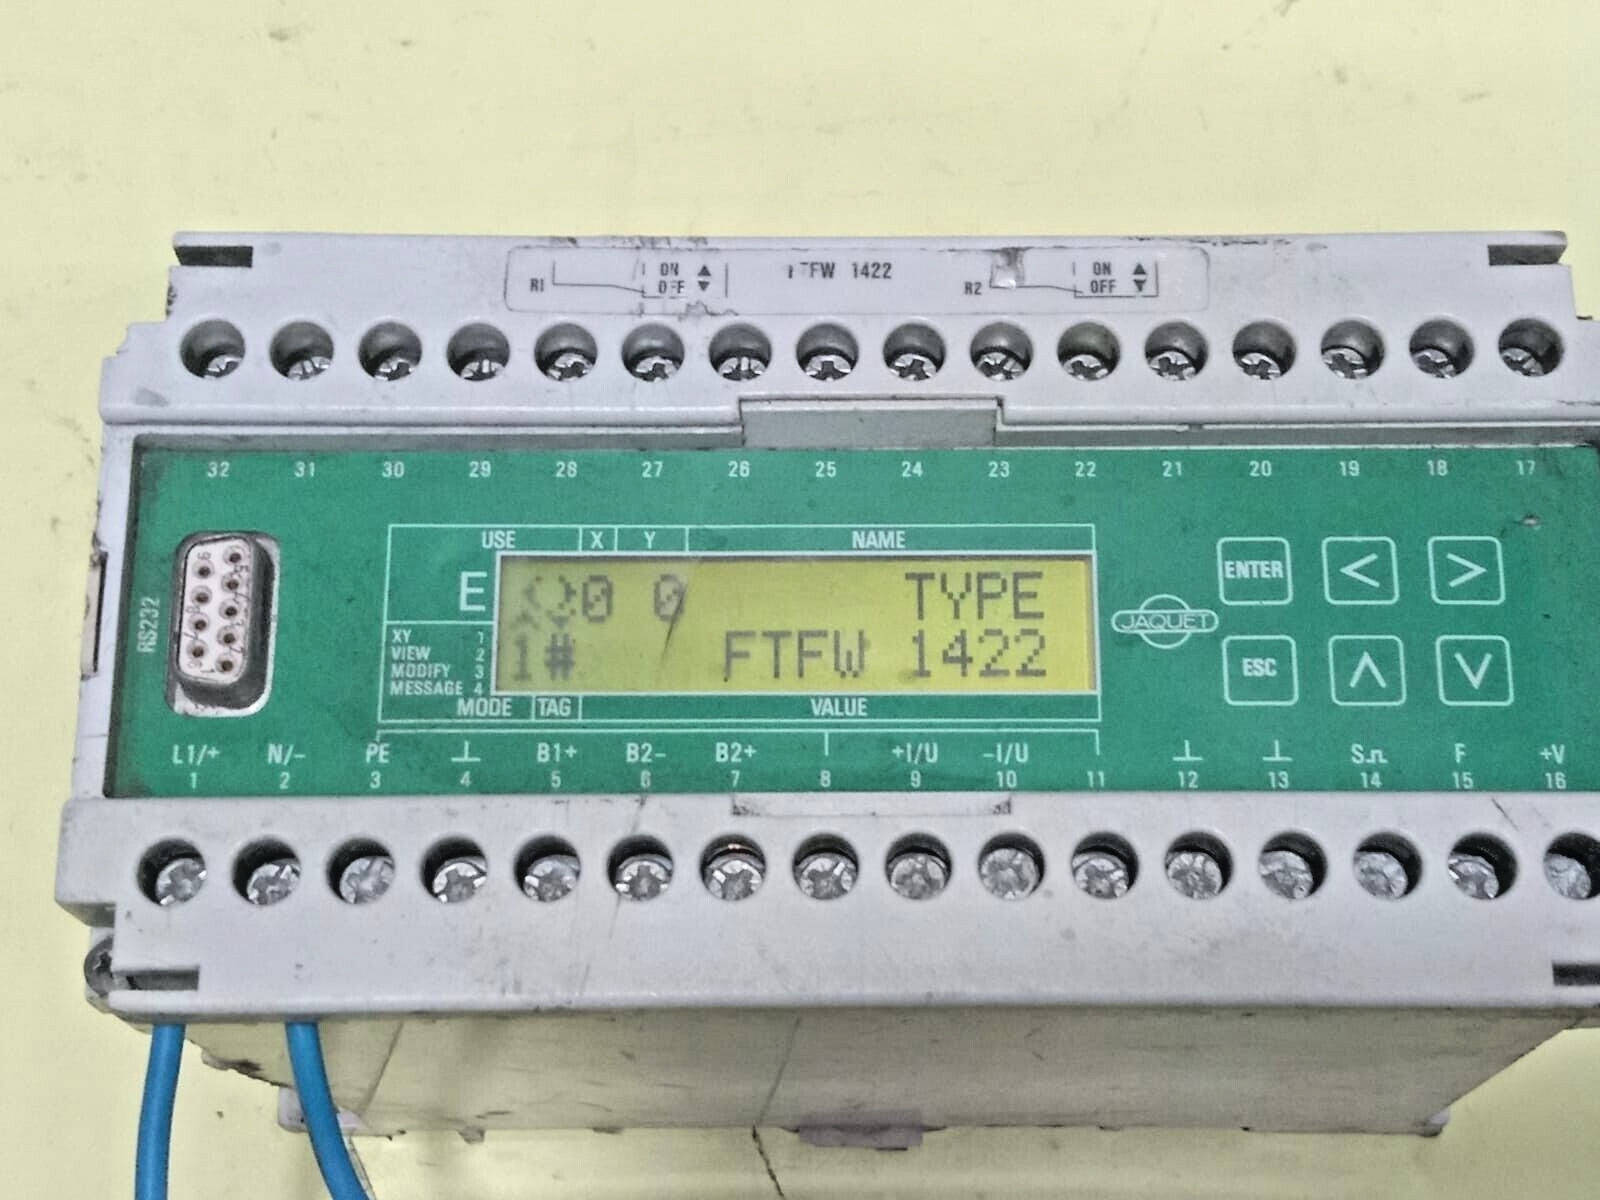 R1 ON ▲
OFF ▼
FTFW 1422
R2 ON ▲
OFF ▼
32 31 30 29 28 27 26 25 24 23 22 21 20 19 18 17
RS232
USE X Y NAME
E
0 0 TYPE
1# FTFW 1422
XY 1
VIEW 2
MODIFY 3
MESSAGE 4
MODE TAG VALUE
JAQUET
ENTER < >
ESC ∧ ∨
L1/+ N/- PE ⊥ B1+ B2- B2+ +I/U -I/U ⊥ ⊥ S⎍ F +V
1 2 3 4 5 6 7 8 9 10 11 12 13 14 15 16